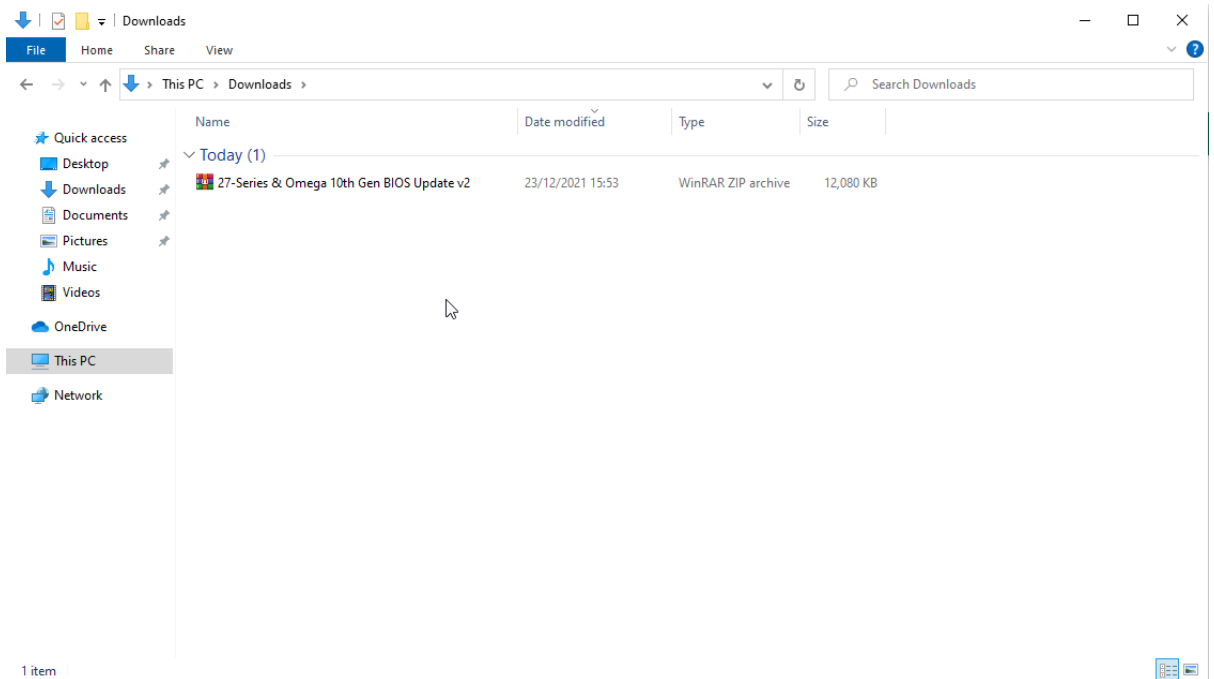 Downloads
File Home Share View
This PC > Downloads >
Search Downloads
Name Date modified Type Size
Quick access
Desktop
Downloads
Documents
Pictures
Music
Videos
OneDrive
This PC
Network
Today (1)
27-Series & Omega 10th Gen BIOS Update v2 23/12/2021 15:53 WinRAR ZIP archive 12,080 KB
1 item